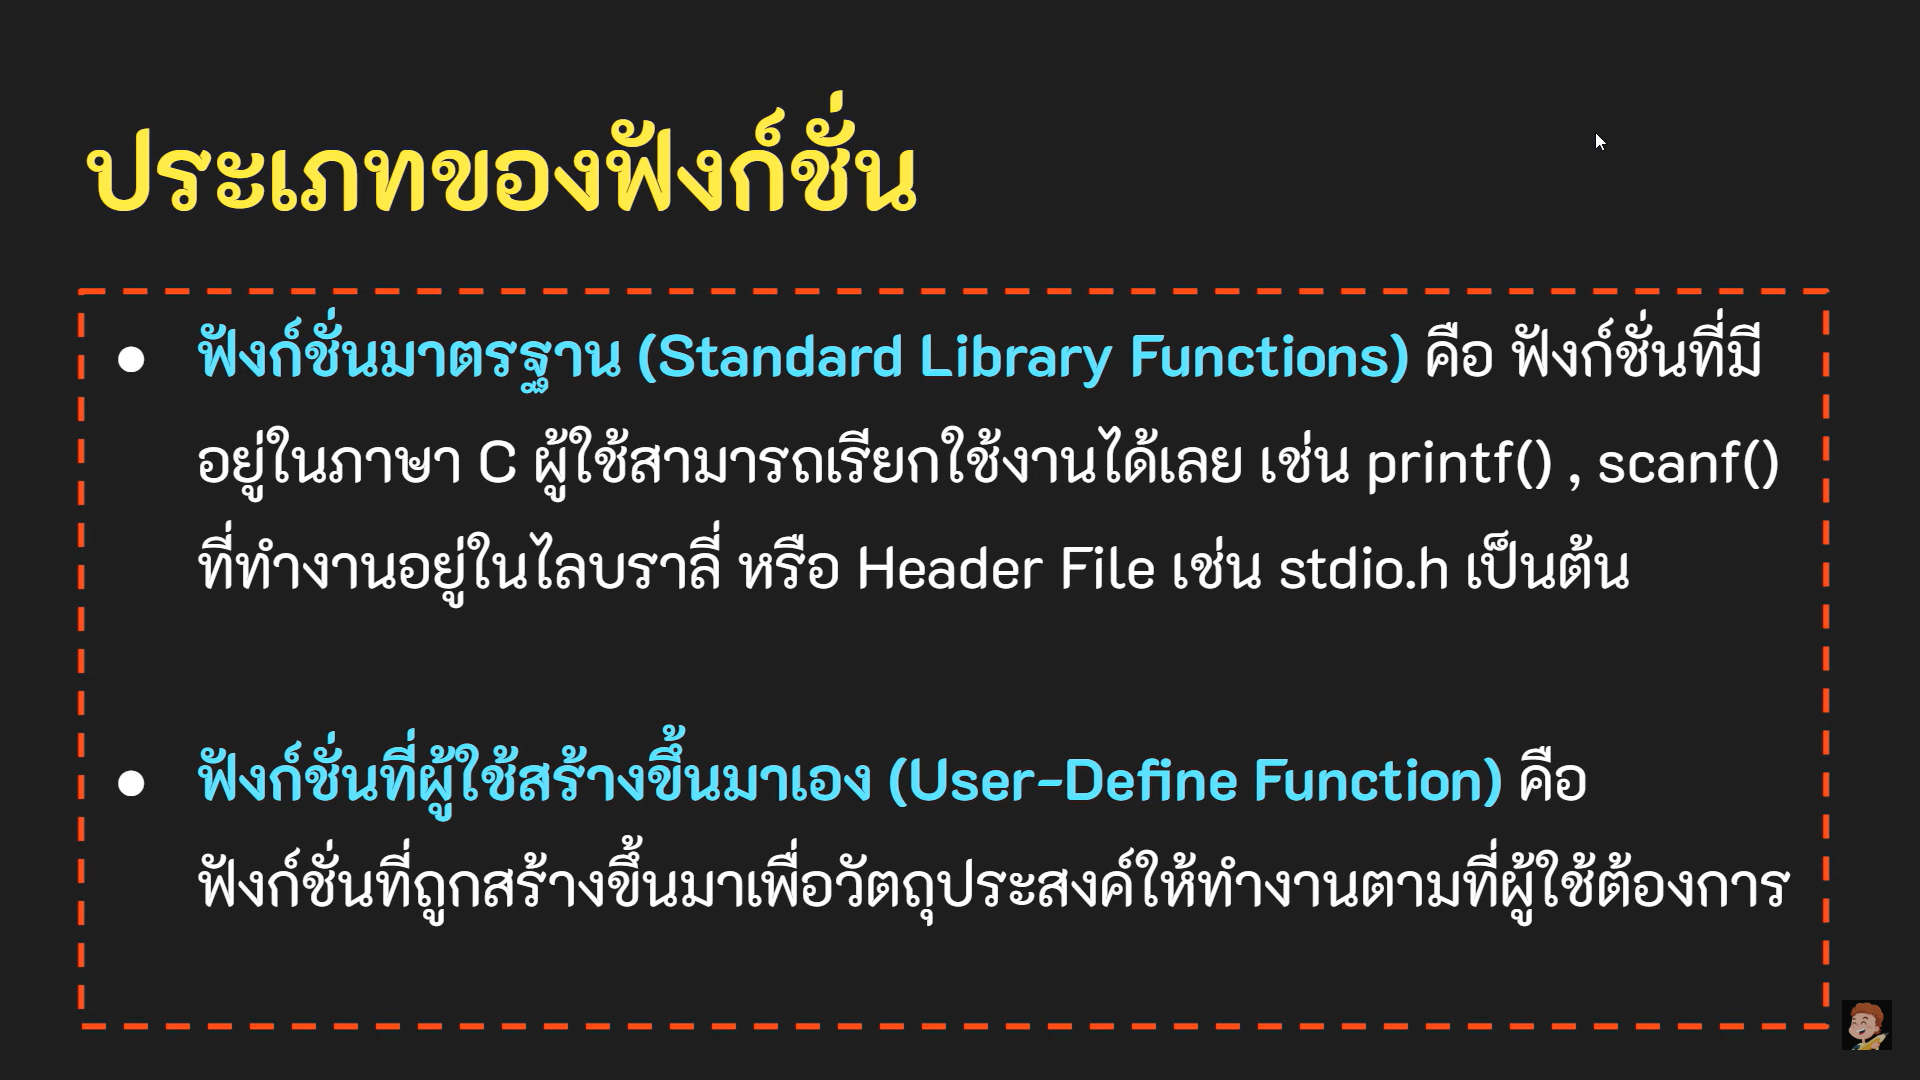 ประเภทของฟังก์ชั่น
● ฟังก์ชั่นมาตรฐาน (Standard Library Functions) คือ ฟังก์ชั่นที่มี
อยู่ในภาษา C ผู้ใช้สามารถเรียกใช้งานได้เลย เช่น printf() , scanf()
ที่ทำงานอยู่ในไลบราลี่ หรือ Header File เช่น stdio.h เป็นต้น
● ฟังก์ชั่นที่ผู้ใช้สร้างขึ้นมาเอง (User-Define Function) คือ
ฟังก์ชั่นที่ถูกสร้างขึ้นมาเพื่อวัตถุประสงค์ให้ทำงานตามที่ผู้ใช้ต้องการ